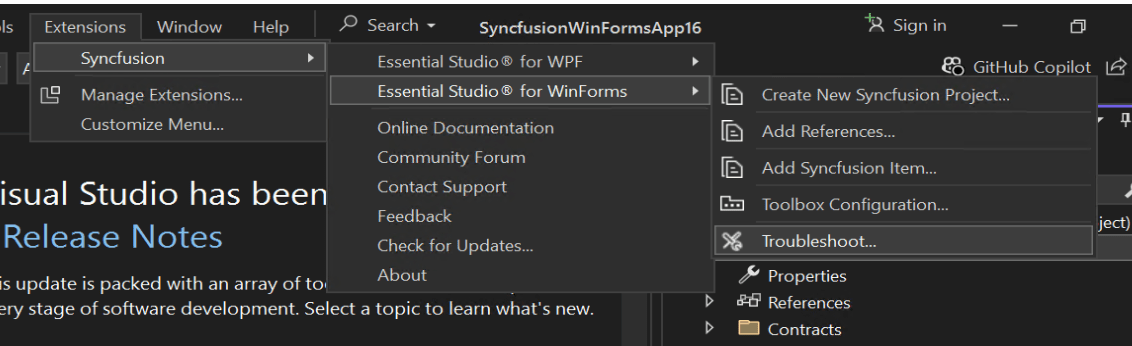 ls Extensions Window Help Search SyncfusionWinFormsApp16 Sign in
Syncfusion
Manage Extensions...
Customize Menu...
Essential Studio® for WPF
Essential Studio® for WinForms
Online Documentation
Community Forum
Contact Support
Feedback
Check for Updates...
About
GitHub Copilot
Create New Syncfusion Project...
Add References...
Add Syncfusion Item...
Toolbox Configuration...
Troubleshoot...
ject)
Properties
References
Contracts
isual Studio has been
Release Notes
is update is packed with an array of to
ery stage of software development. Select a topic to learn what's new.